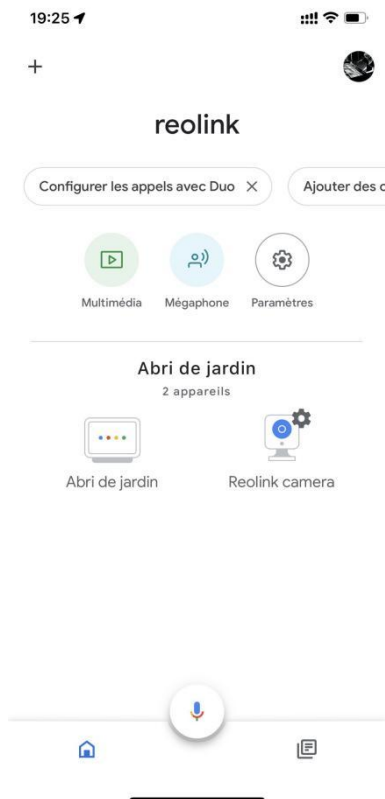 19:25
reolink
Configurer les appels avec Duo
Ajouter des c
Multimédia
Mégaphone
Paramètres
Abri de jardin
2 appareils
Abri de jardin
Reolink camera